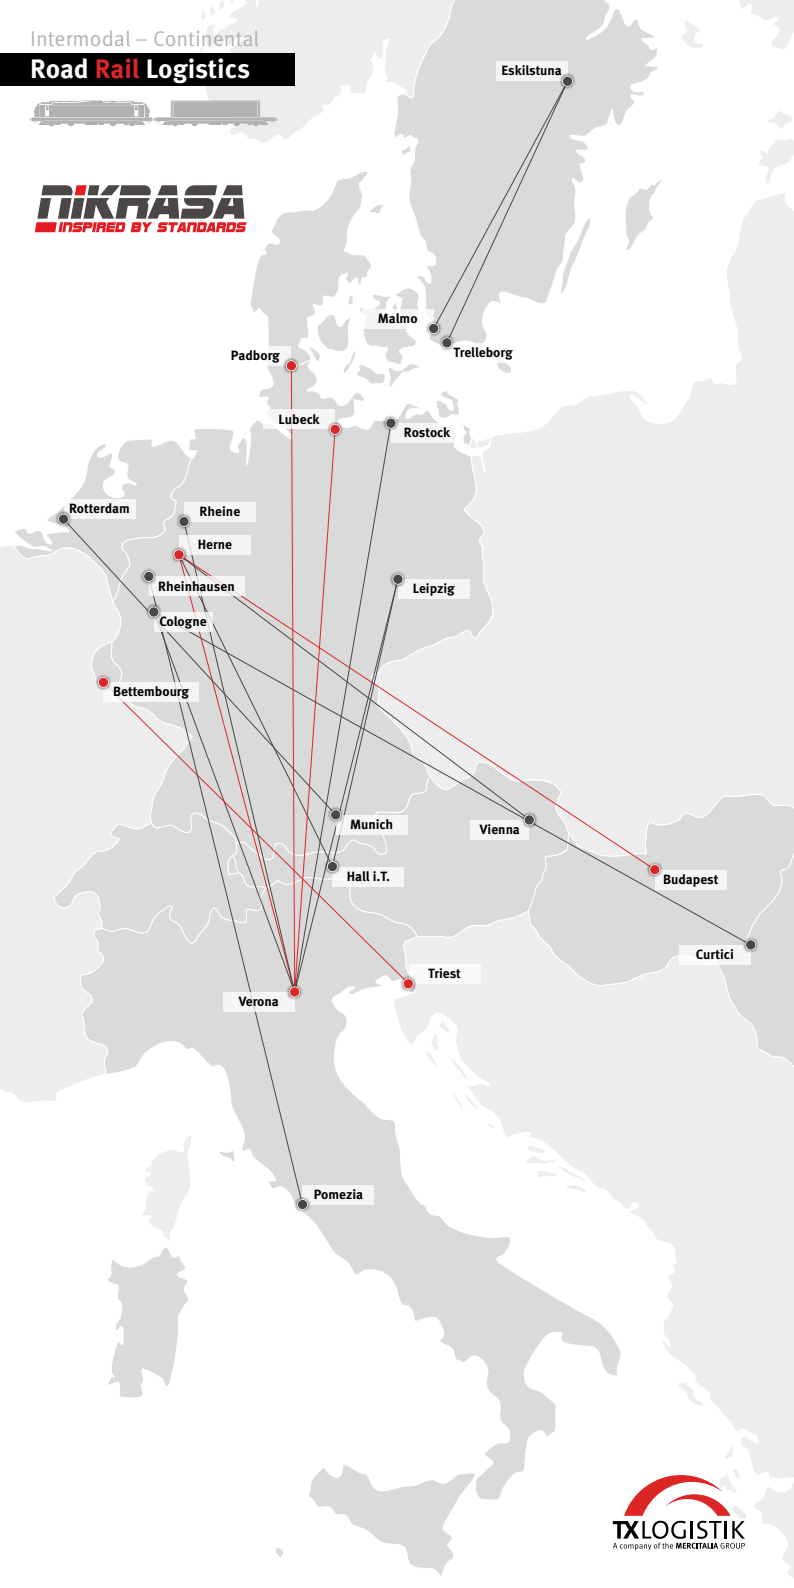 Intermodal – Continental
Road Rail Logistics
NIKRASA
INSPIRED BY STANDARDS
Eskilstuna
Malmo
Trelleborg
Padborg
Lubeck
Rostock
Rotterdam
Rheine
Herne
Rheinhausen
Leipzig
Cologne
Bettembourg
Munich
Vienna
Hall i.T.
Budapest
Curtici
Triest
Verona
Pomezia
TXLOGISTIK
A company of the MERCITALIA GROUP